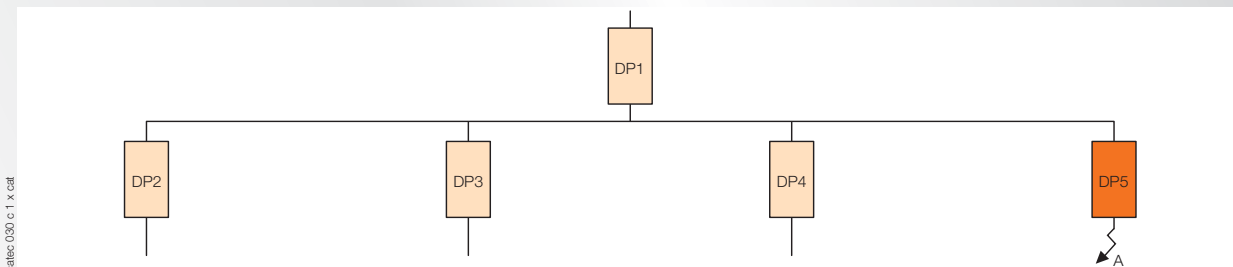 DP1
DP2
DP3
DP4
DP5
A
atec 030 c 1 x cat